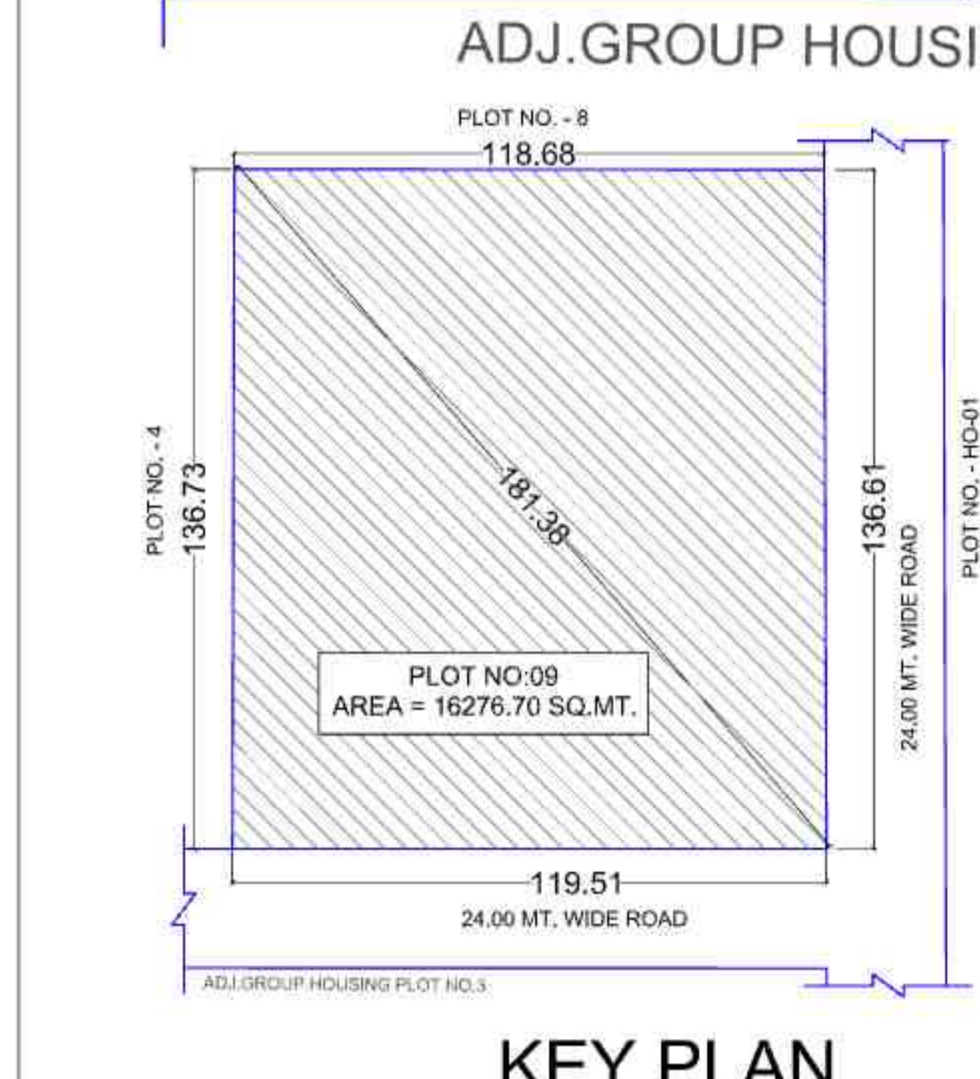 ADJ.GROUP HOUSI
PLOT NO. - 8
118.68
PLOT NO. - 4
136.73
181.38
136.61
24.00 MT. WIDE ROAD
PLOT NO. - HO-01
PLOT NO:09
AREA = 16276.70 SQ.MT.
119.51
24.00 MT. WIDE ROAD
ADJ.GROUP HOUSING PLOT NO.3
KEY PLAN